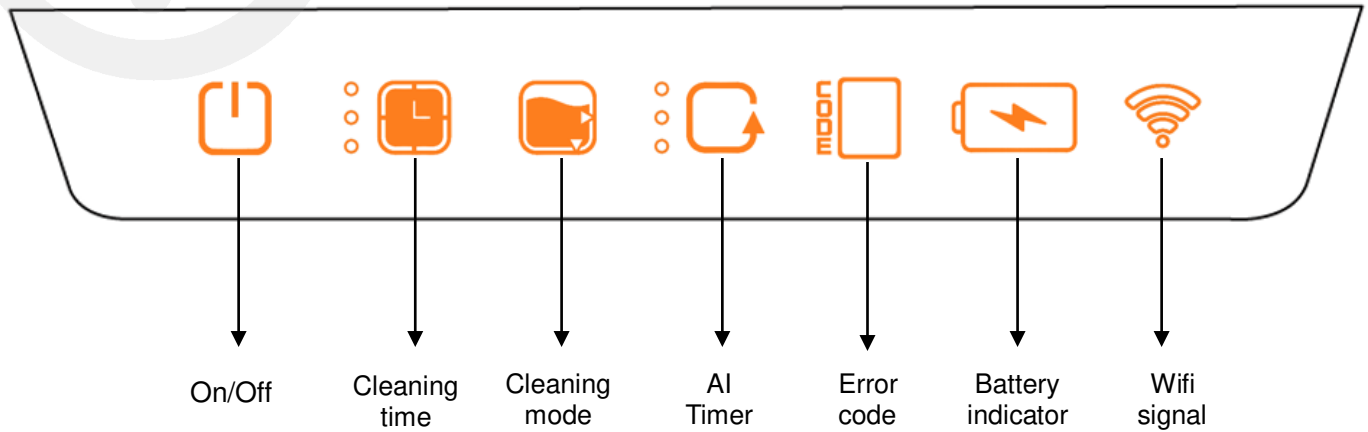 CODE
On/Off
Cleaning
time
Cleaning
mode
AI
Timer
Error
code
Battery
indicator
Wifi
signal